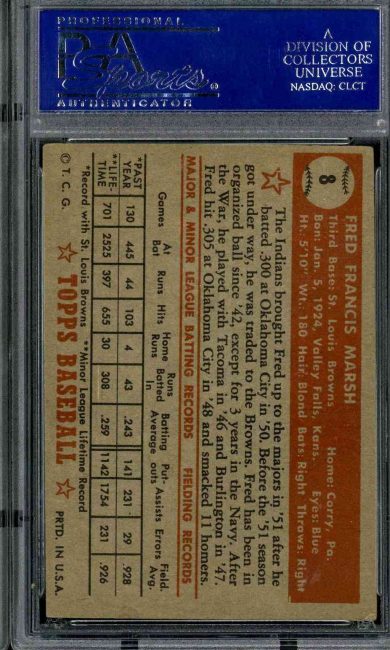 PROFESSIONAL
PSA
Sports
AUTHENTICATOR
A
DIVISION OF
COLLECTORS
UNIVERSE
NASDAQ: CLCT
8
FRED FRANCIS MARSH
Third Base: St. Louis Browns Home: Corry, Pa.
Born: Jan. 5, 1924, Valley Falls, Kans. Eyes: Blue
Ht.: 5'10" Wt.: 180 Hair: Blond Bats: Right Throws: Right
The Indians brought Fred up to the majors in '51 after he
batted .300 at Oklahoma City in '50. Before the '51 season
got under way, he was traded to the Browns. Fred has been in
organized ball since '42, except for 3 years in the Navy. After
the War, he played with Tacoma in '46 and Burlington in '47.
Fred hit .305 at Oklahoma City in '48 and smacked 11 homers.
MAJOR & MINOR LEAGUE BATTING RECORDS FIELDING RECORDS
Games At Bat Runs Hits Home Runs Runs Batted In Batting Average Put-outs Assists Errors Field. Avg.
*PAST YEAR 130 445 44 103 4 43 .243 141 231 29 .928
**LIFE-TIME 701 2525 397 655 30 308 .259 1142 1754 231 .926
*Record with St. Louis Browns **Minor League Lifetime Record
© T. C. G. TOPPS BASEBALL PRTD. IN U.S.A.